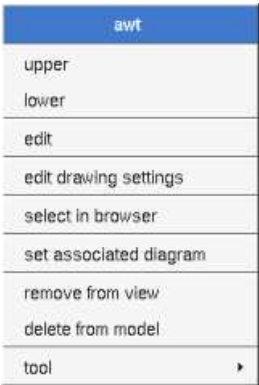 awt
upper
lower
edit
edit drawing settings
select in browser
set associated diagram
remove from view
delete from model
tool